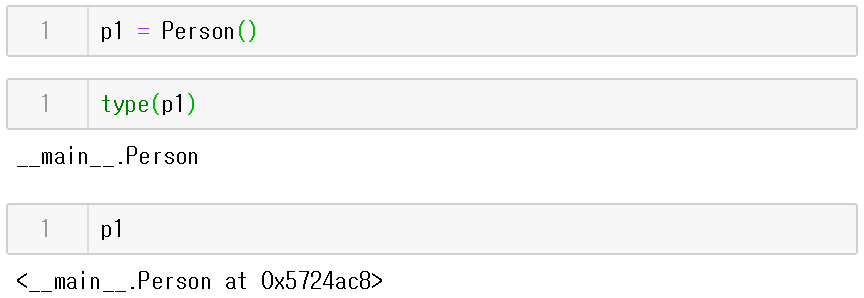 1 p1 = Person()
1 type(p1)
__main__.Person
1 p1
<__main__.Person at 0x5724ac8>